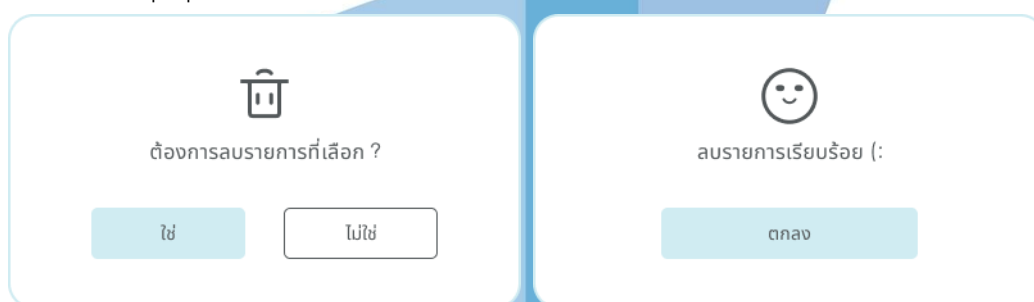 ต้องการลบรายการที่เลือก ?
ใช่
ไม่ใช่
ลบรายการเรียบร้อย (:
ตกลง